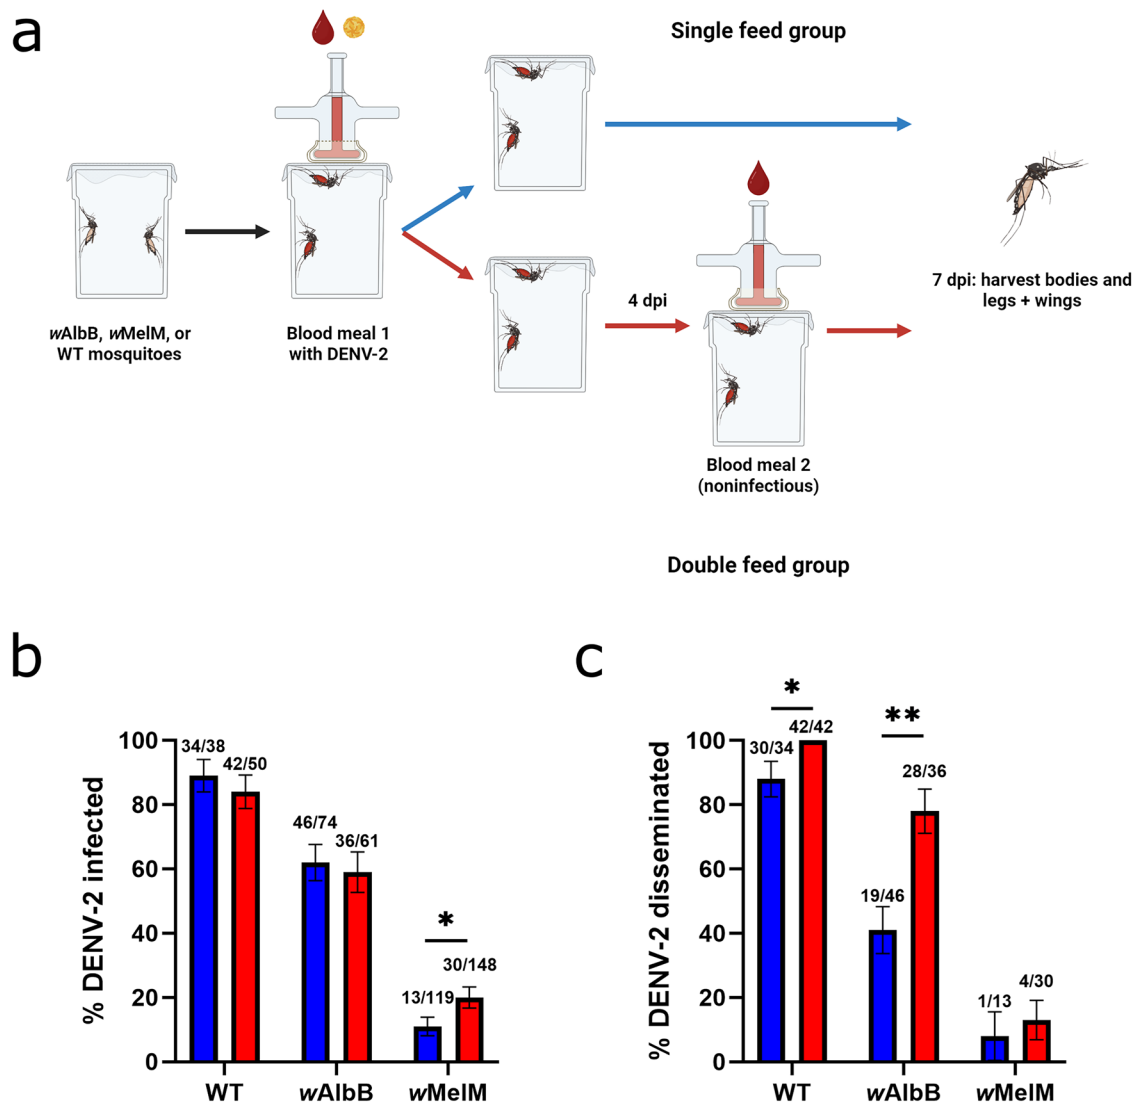 a
Single feed group
wAlbB, wMelM, or
WT mosquitoes
Blood meal 1
with DENV-2
4 dpi
7 dpi: harvest bodies and
legs + wings
Blood meal 2
(noninfectious)
Double feed group
b
% DENV-2 infected
100
80
60
40
20
0
34/38
42/50
46/74
36/61
*
13/119
30/148
WT
wAlbB
wMelM
c
% DENV-2 disseminated
100
80
60
40
20
0
*
30/34
42/42
**
19/46
28/36
1/13
4/30
WT
wAlbB
wMelM